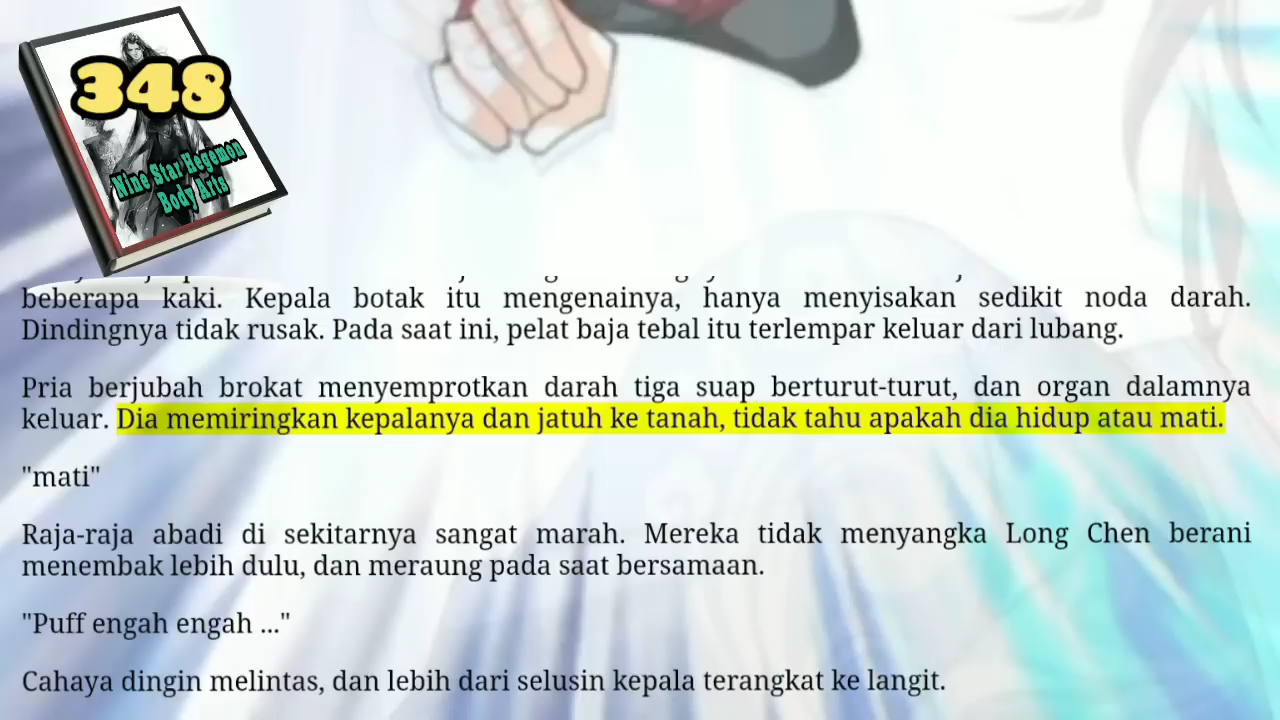 348
Nine Star Hegemon
Body Arts
beberapa kaki. Kepala botak itu mengenainya, hanya menyisakan sedikit noda darah.
Dindingnya tidak rusak. Pada saat ini, pelat baja tebal itu terlempar keluar dari lubang.
Pria berjubah brokat menyemprotkan darah tiga suap berturut-turut, dan organ dalamnya
keluar. Dia memiringkan kepalanya dan jatuh ke tanah, tidak tahu apakah dia hidup atau mati.
"mati"
Raja-raja abadi di sekitarnya sangat marah. Mereka tidak menyangka Long Chen berani
menembak lebih dulu, dan meraung pada saat bersamaan.
"Puff engah engah ..."
Cahaya dingin melintas, dan lebih dari selusin kepala terangkat ke langit.